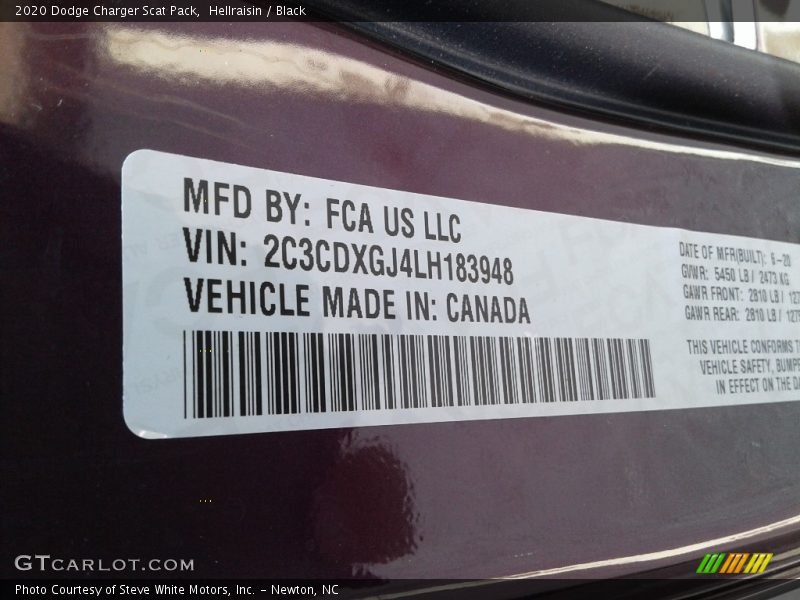 2020 Dodge Charger Scat Pack, Hellraisin / Black
MFD BY: FCA US LLC
VIN: 2C3CDXGJ4LH183948
VEHICLE MADE IN: CANADA
DATE OF MFR(BUILT): 6-20
GVWR: 5450 LB / 2473 KG
GAWR FRONT: 2810 LB /
GAWR REAR: 2810 LB /
THIS VEHICLE CONFORMS
VEHICLE SAFETY,
IN EFFECT ON THE
GTCARLOT.COM
Photo Courtesy of Steve White Motors, Inc. – Newton, NC